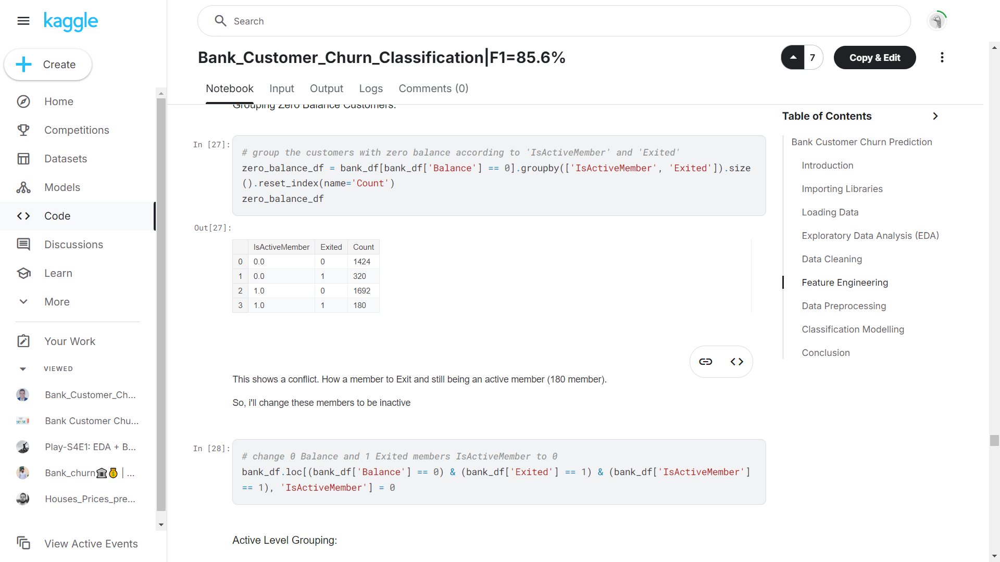 kaggle
Search
Create
Home
Competitions
Datasets
Models
Code
Discussions
Learn
More
Your Work
VIEWED
Bank_Customer_Ch...
Bank Customer Chu...
Play-S4E1: EDA + B...
Bank_churn🏛️💰 | ...
Houses_Prices_pre...
View Active Events
Bank_Customer_Churn_Classification|F1=85.6%
7
Copy & Edit
Notebook Input Output Logs Comments (0)
Grouping Zero Balance Customers:
In [27]:
# group the customers with zero balance according to 'IsActiveMember' and 'Exited'
zero_balance_df = bank_df[bank_df['Balance'] == 0].groupby(['IsActiveMember', 'Exited']).size
().reset_index(name='Count')
zero_balance_df
Out[27]:
IsActiveMember Exited Count
0 0.0 0 1424
1 0.0 1 320
2 1.0 0 1692
3 1.0 1 180
This shows a conflict. How a member to Exit and still being an active member (180 member).
So, i'll change these members to be inactive
In [28]:
# change 0 Balance and 1 Exited members IsActiveMember to 0
bank_df.loc[(bank_df['Balance'] == 0) & (bank_df['Exited'] == 1) & (bank_df['IsActiveMember']
== 1), 'IsActiveMember'] = 0
Active Level Grouping:
Table of Contents
Bank Customer Churn Prediction
Introduction
Importing Libraries
Loading Data
Exploratory Data Analysis (EDA)
Data Cleaning
Feature Engineering
Data Preprocessing
Classification Modelling
Conclusion